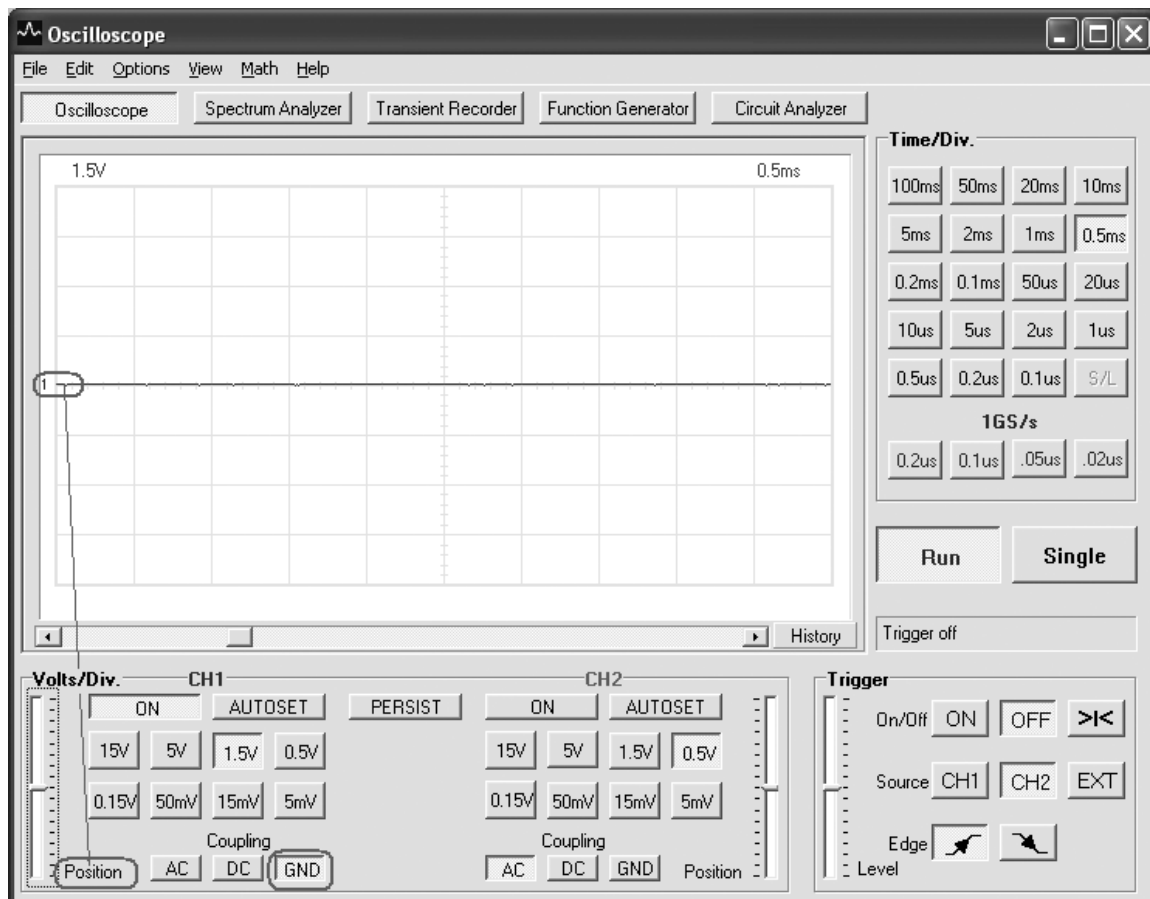 Oscilloscope
File Edit Options View Math Help
Oscilloscope Spectrum Analyzer Transient Recorder Function Generator Circuit Analyzer
1.5V 0.5ms
1
History
Time/Div.
100ms 50ms 20ms 10ms
5ms 2ms 1ms 0.5ms
0.2ms 0.1ms 50us 20us
10us 5us 2us 1us
0.5us 0.2us 0.1us S/L
1GS/s
0.2us 0.1us .05us .02us
Run Single
Trigger off
Volts/Div. CH1 CH2
ON AUTOSET PERSIST ON AUTOSET
15V 5V 1.5V 0.5V 15V 5V 1.5V 0.5V
0.15V 50mV 15mV 5mV 0.15V 50mV 15mV 5mV
Coupling Coupling
Position AC DC GND AC DC GND Position
Trigger
On/Off ON OFF >|<
Source CH1 CH2 EXT
Edge
Level